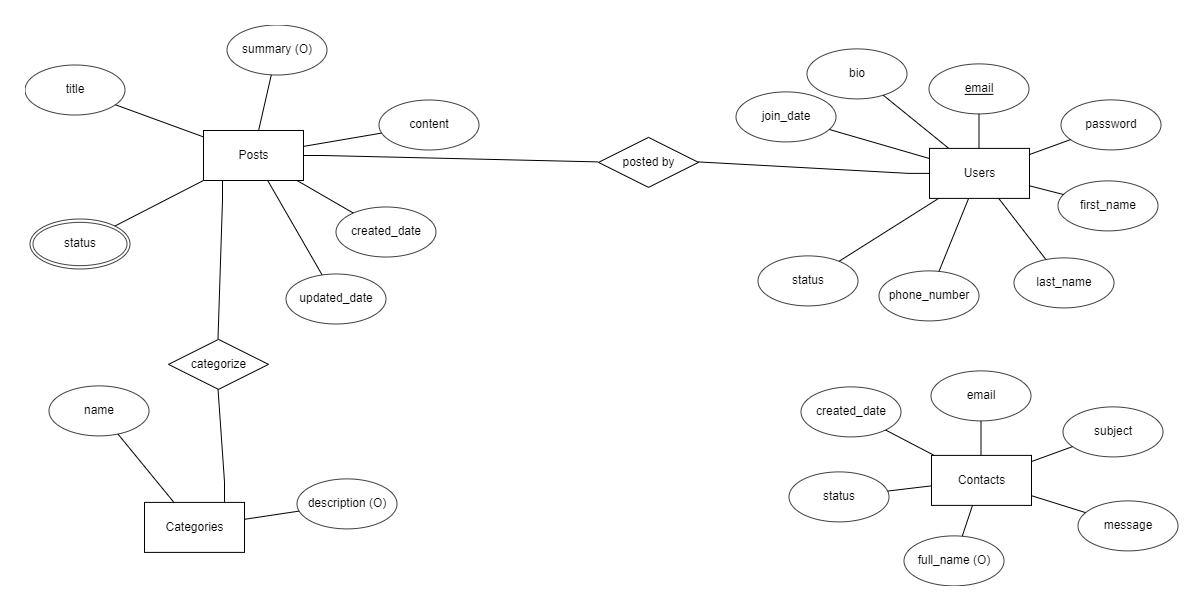 summary (O)
title
content
Posts
status
created_date
updated_date
posted by
bio
email
join_date
password
Users
first_name
status
phone_number
last_name
categorize
name
description (O)
Categories
created_date
email
subject
Contacts
status
message
full_name (O)